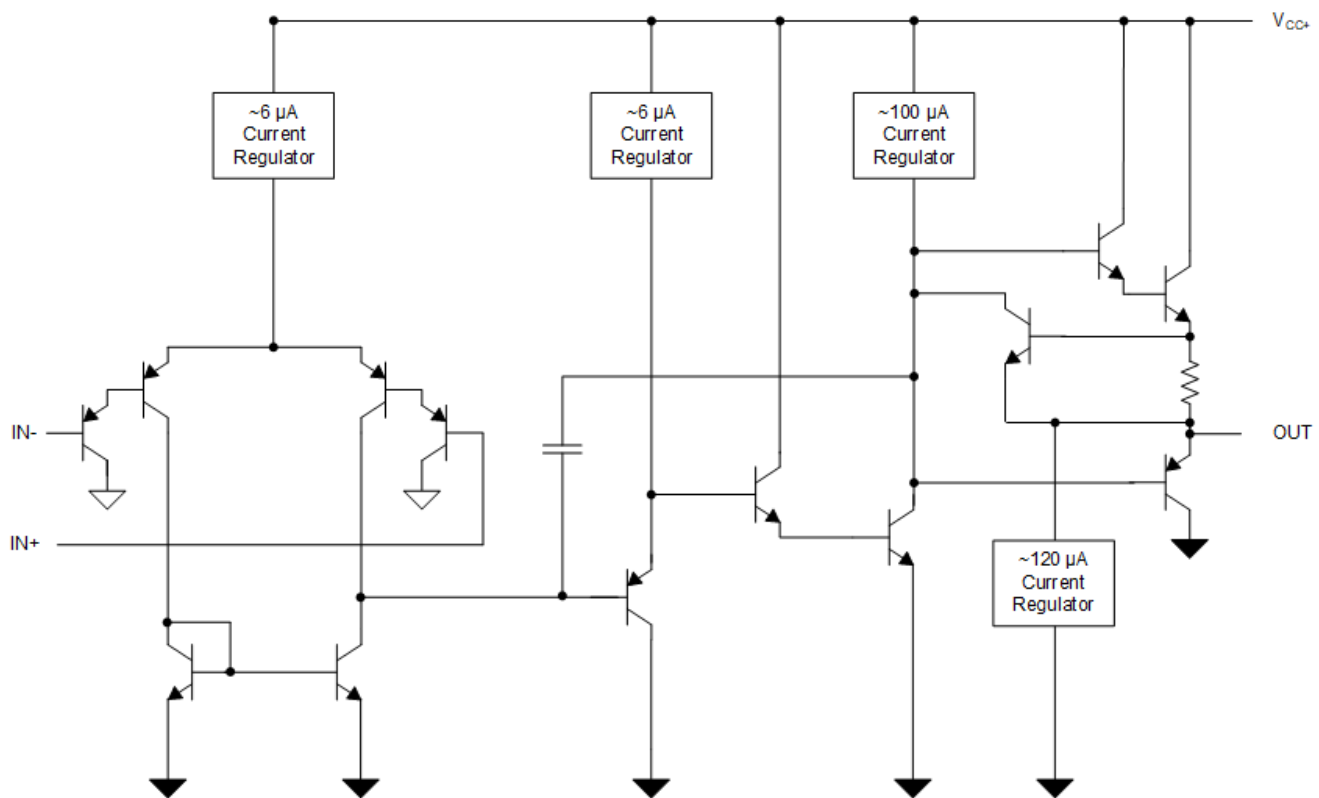 V_CC+
~6 µA
Current
Regulator
~6 µA
Current
Regulator
~100 µA
Current
Regulator
IN-
OUT
IN+
~120 µA
Current
Regulator